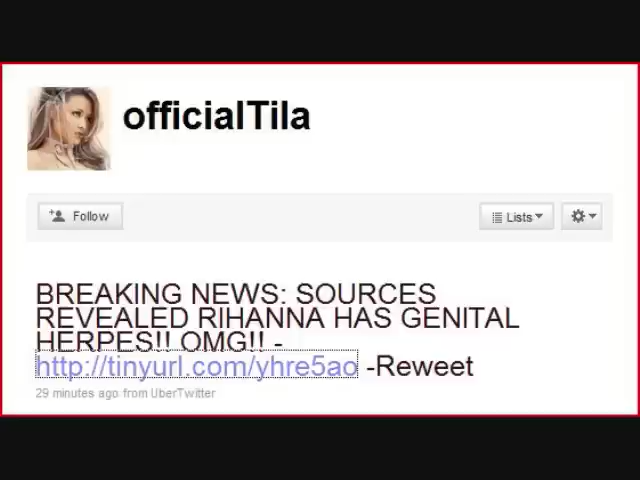 officialTila
Follow
Lists
BREAKING NEWS: SOURCES
REVEALED RIHANNA HAS GENITAL
HERPES!! OMG!! -
http://tinyurl.com/yhre5ao -Reweet
29 minutes ago from UberTwitter